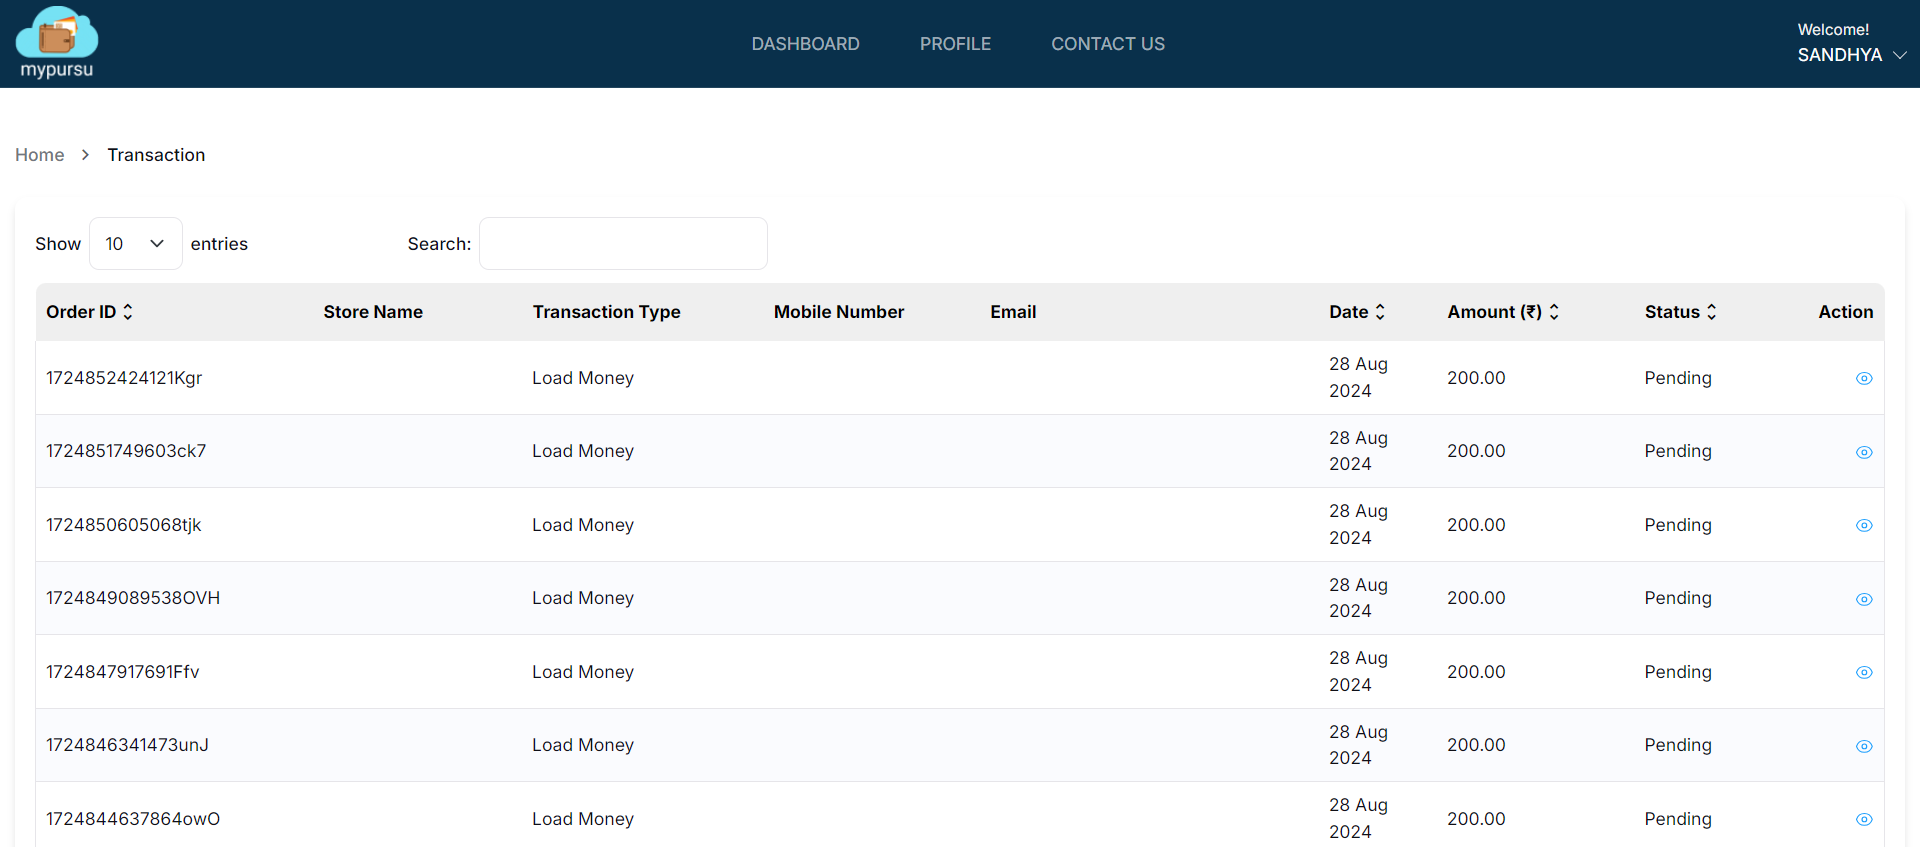 mypursu
DASHBOARD PROFILE CONTACT US
Welcome!
SANDHYA
Home > Transaction
Show 10 entries Search:
Order ID Store Name Transaction Type Mobile Number Email Date Amount (₹) Status Action
1724852424121Kgr Load Money 28 Aug 2024 200.00 Pending
1724851749603ck7 Load Money 28 Aug 2024 200.00 Pending
1724850605068tjk Load Money 28 Aug 2024 200.00 Pending
1724849089538OVH Load Money 28 Aug 2024 200.00 Pending
1724847917691Ffv Load Money 28 Aug 2024 200.00 Pending
1724846341473unJ Load Money 28 Aug 2024 200.00 Pending
1724844637864owO Load Money 28 Aug 2024 200.00 Pending